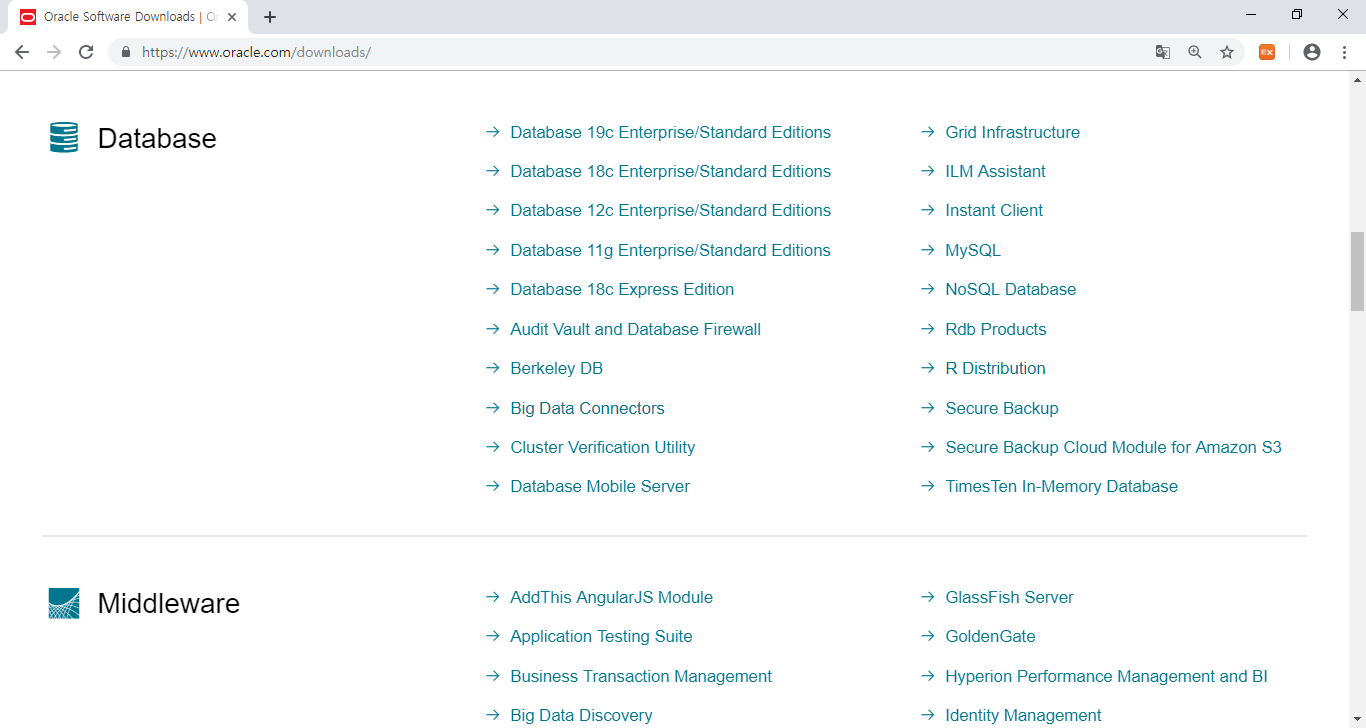 Oracle Software Downloads | O
https://www.oracle.com/downloads/
EX
Database
Database 19c Enterprise/Standard Editions
Database 18c Enterprise/Standard Editions
Database 12c Enterprise/Standard Editions
Database 11g Enterprise/Standard Editions
Database 18c Express Edition
Audit Vault and Database Firewall
Berkeley DB
Big Data Connectors
Cluster Verification Utility
Database Mobile Server
Grid Infrastructure
ILM Assistant
Instant Client
MySQL
NoSQL Database
Rdb Products
R Distribution
Secure Backup
Secure Backup Cloud Module for Amazon S3
TimesTen In-Memory Database
Middleware
AddThis AngularJS Module
Application Testing Suite
Business Transaction Management
Big Data Discovery
GlassFish Server
GoldenGate
Hyperion Performance Management and BI
Identity Management